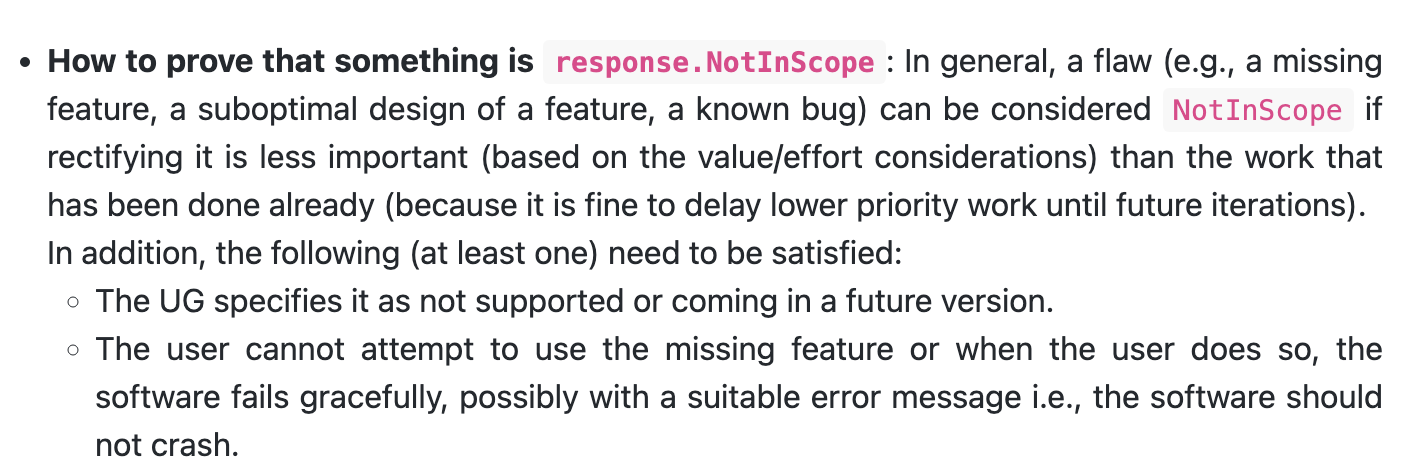 • How to prove that something is response.NotInScope : In general, a flaw (e.g., a missing
feature, a suboptimal design of a feature, a known bug) can be considered NotInScope if
rectifying it is less important (based on the value/effort considerations) than the work that
has been done already (because it is fine to delay lower priority work until future iterations).
In addition, the following (at least one) need to be satisfied:
◦ The UG specifies it as not supported or coming in a future version.
◦ The user cannot attempt to use the missing feature or when the user does so, the
software fails gracefully, possibly with a suitable error message i.e., the software should
not crash.